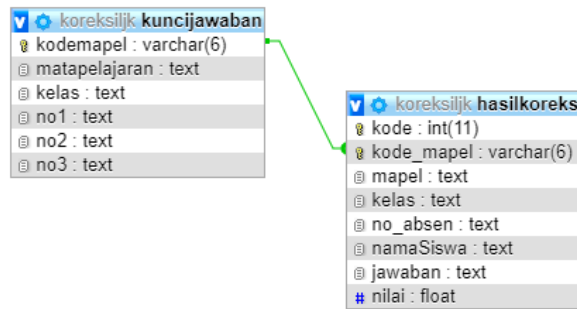 koreksiljk kuncijawaban
kodemapel : varchar(6)
matapelajaran : text
kelas : text
no1 : text
no2 : text
no3 : text
koreksiljk hasilkoreks
kode : int(11)
kode_mapel : varchar(6)
mapel : text
kelas : text
no_absen : text
namaSiswa : text
jawaban : text
# nilai : float